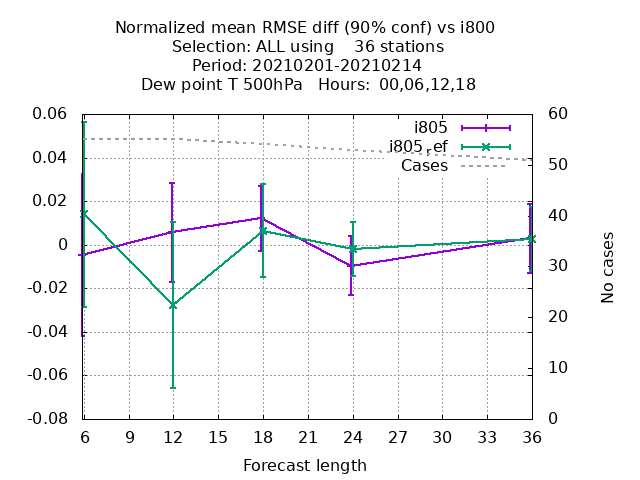 Normalized mean RMSE diff (90% conf) vs i800
Selection: ALL using    36 stations
Period: 20210201-20210214
Dew point T 500hPa   Hours: 00,06,12,18
i805
i805_ef
Cases
0.06
0.04
0.02
0
-0.02
-0.04
-0.06
-0.08
60
50
40
30
20
10
0
No cases
6 9 12 15 18 21 24 27 30 33 36
Forecast length